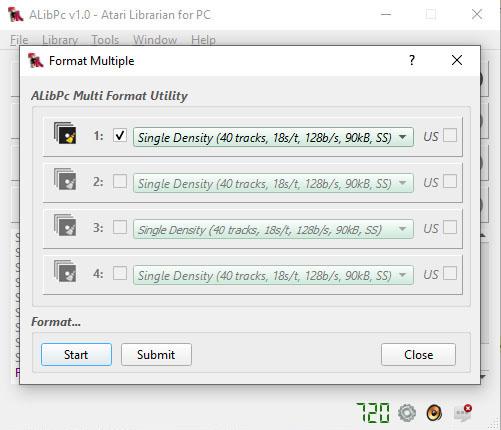 ALibPc v1.0 - Atari Librarian for PC
File Library Tools Window Help
Format Multiple
ALibPc Multi Format Utility
1: Single Density (40 tracks, 18s/t, 128b/s, 90kB, SS) US
2: Single Density (40 tracks, 18s/t, 128b/s, 90kB, SS) US
3: Single Density (40 tracks, 18s/t, 128b/s, 90kB, SS) US
4: Single Density (40 tracks, 18s/t, 128b/s, 90kB, SS) US
Format...
Start Submit Close
720